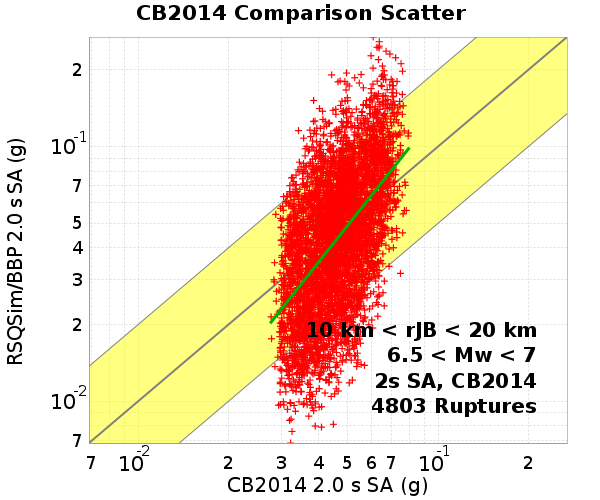 CB2014 Comparison Scatter
RSQSim/BBP 2.0 s SA (g)
2
10-1
7
5
4
3
2
10-2
7
10 km < rJB < 20 km
6.5 < Mw < 7
2s SA, CB2014
4803 Ruptures
7 10-2 2 3 4 5 6 7 10-1 2
CB2014 2.0 s SA (g)